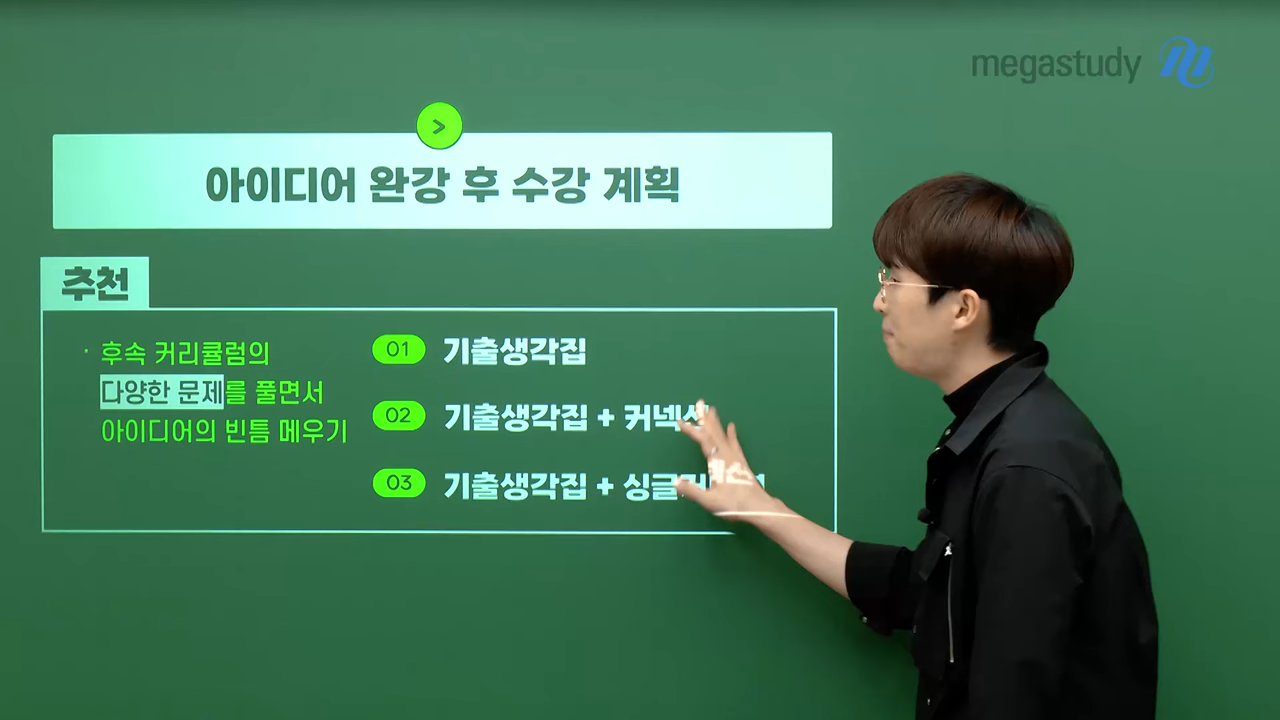 megastudy
아이디어 완강 후 수강 계획
추천
· 후속 커리큘럼의
다양한 문제를 풀면서
아이디어의 빈틈 메우기
01 기출생각집
02 기출생각집 + 커넥션
03 기출생각집 +